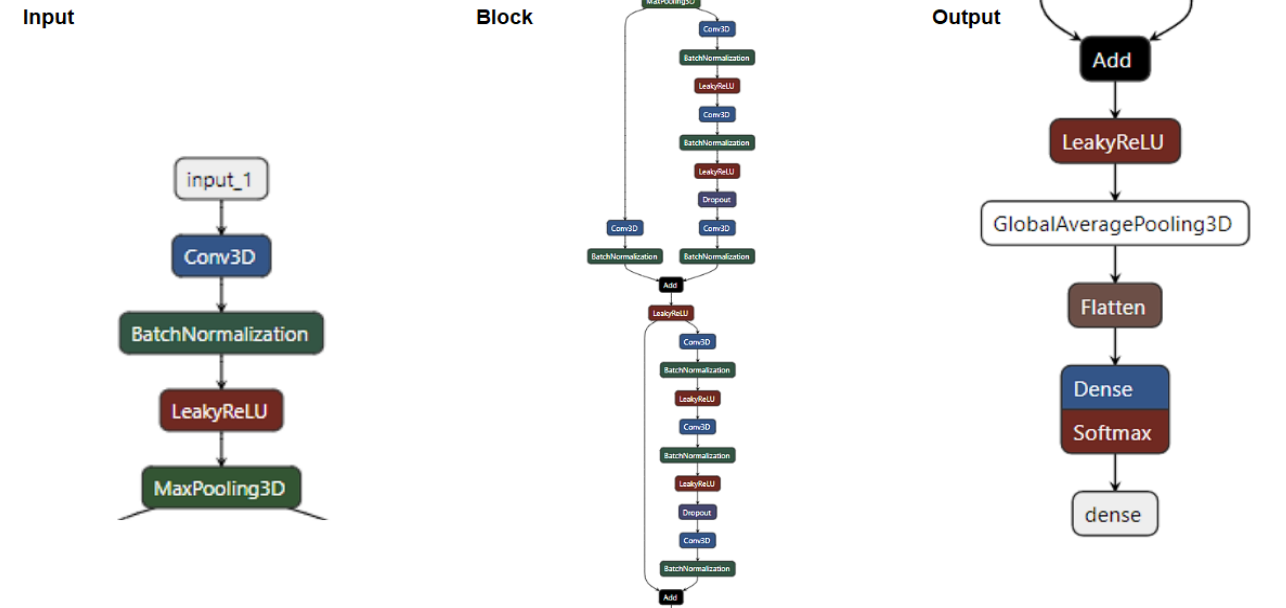 Input
input_1
Conv3D
BatchNormalization
LeakyReLU
MaxPooling3D
Block
MaxPooling3D
Conv3D
BatchNormalization
LeakyReLU
Conv3D
BatchNormalization
LeakyReLU
Dropout
Conv3D
Conv3D
BatchNormalization
BatchNormalization
Add
LeakyReLU
Conv3D
BatchNormalization
LeakyReLU
Conv3D
BatchNormalization
LeakyReLU
Dropout
Conv3D
BatchNormalization
Add
Output
Add
LeakyReLU
GlobalAveragePooling3D
Flatten
Dense
Softmax
dense